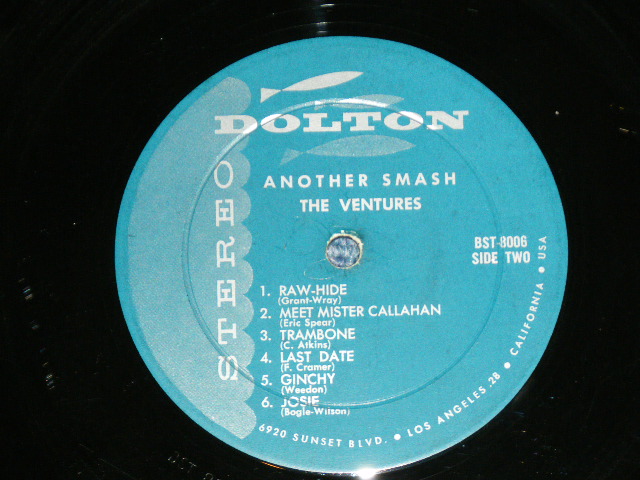 DOLTON
ANOTHER SMASH
THE VENTURES
STEREO
BST-8006
SIDE TWO
1. RAW-HIDE
(Grant-Wray)
2. MEET MISTER CALLAHAN
(Eric Spear)
3. TRAMBONE
(C. Atkins)
4. LAST DATE
(F. Cramer)
5. GINCHY
(Weedon)
6. JOSIE
(Bogle-Wilson)
6920 SUNSET BLVD. ● LOS ANGELES 28 ● CALIFORNIA ● USA